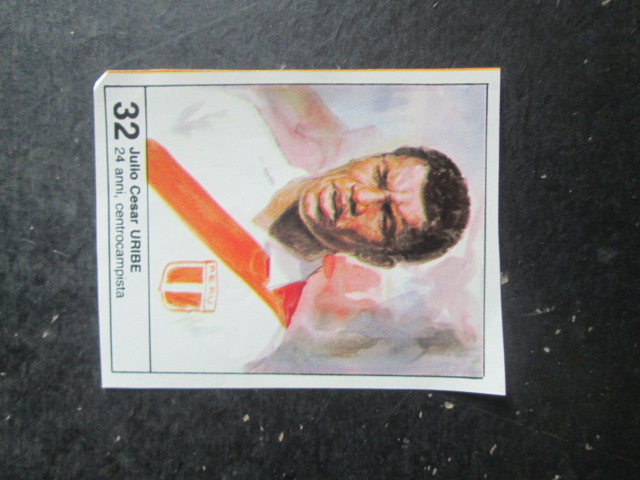 32 Julio Cesar URIBE
24 anni, centrocampista
PERU